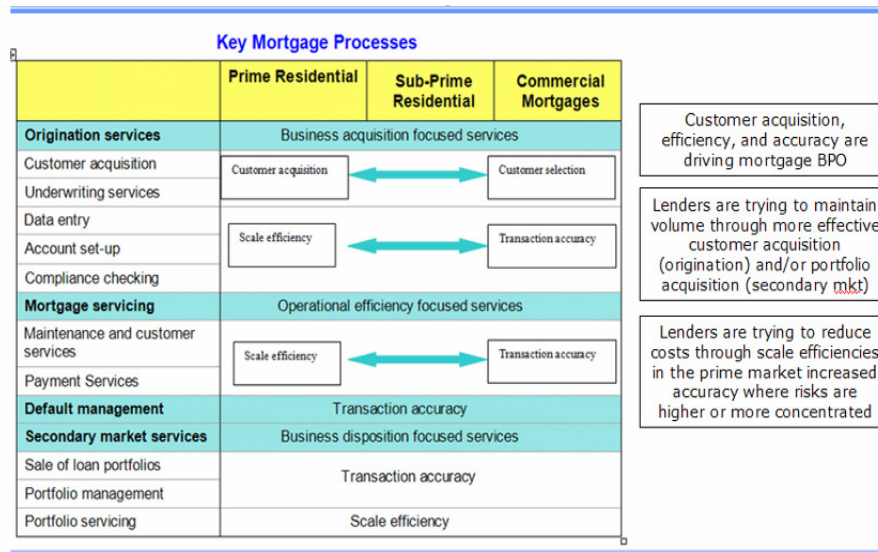 Key Mortgage Processes
Prime Residential
Sub-Prime
Residential
Commercial
Mortgages
Origination services
Business acquisition focused services
Customer acquisition
Underwriting services
Customer acquisition
Customer selection
Data entry
Account set-up
Compliance checking
Scale efficiency
Transaction accuracy
Mortgage servicing
Operational efficiency focused services
Maintenance and customer
services
Payment Services
Scale efficiency
Transaction accuracy
Default management
Transaction accuracy
Secondary market services
Business disposition focused services
Sale of loan portfolios
Portfolio management
Transaction accuracy
Portfolio servicing
Scale efficiency
Customer acquisition,
efficiency, and accuracy are
driving mortgage BPO
Lenders are trying to maintain
volume through more effective
customer acquisition
(origination) and/or portfolio
acquisition (secondary mkt)
Lenders are trying to reduce
costs through scale efficiencies
in the prime market increased
accuracy where risks are
higher or more concentrated